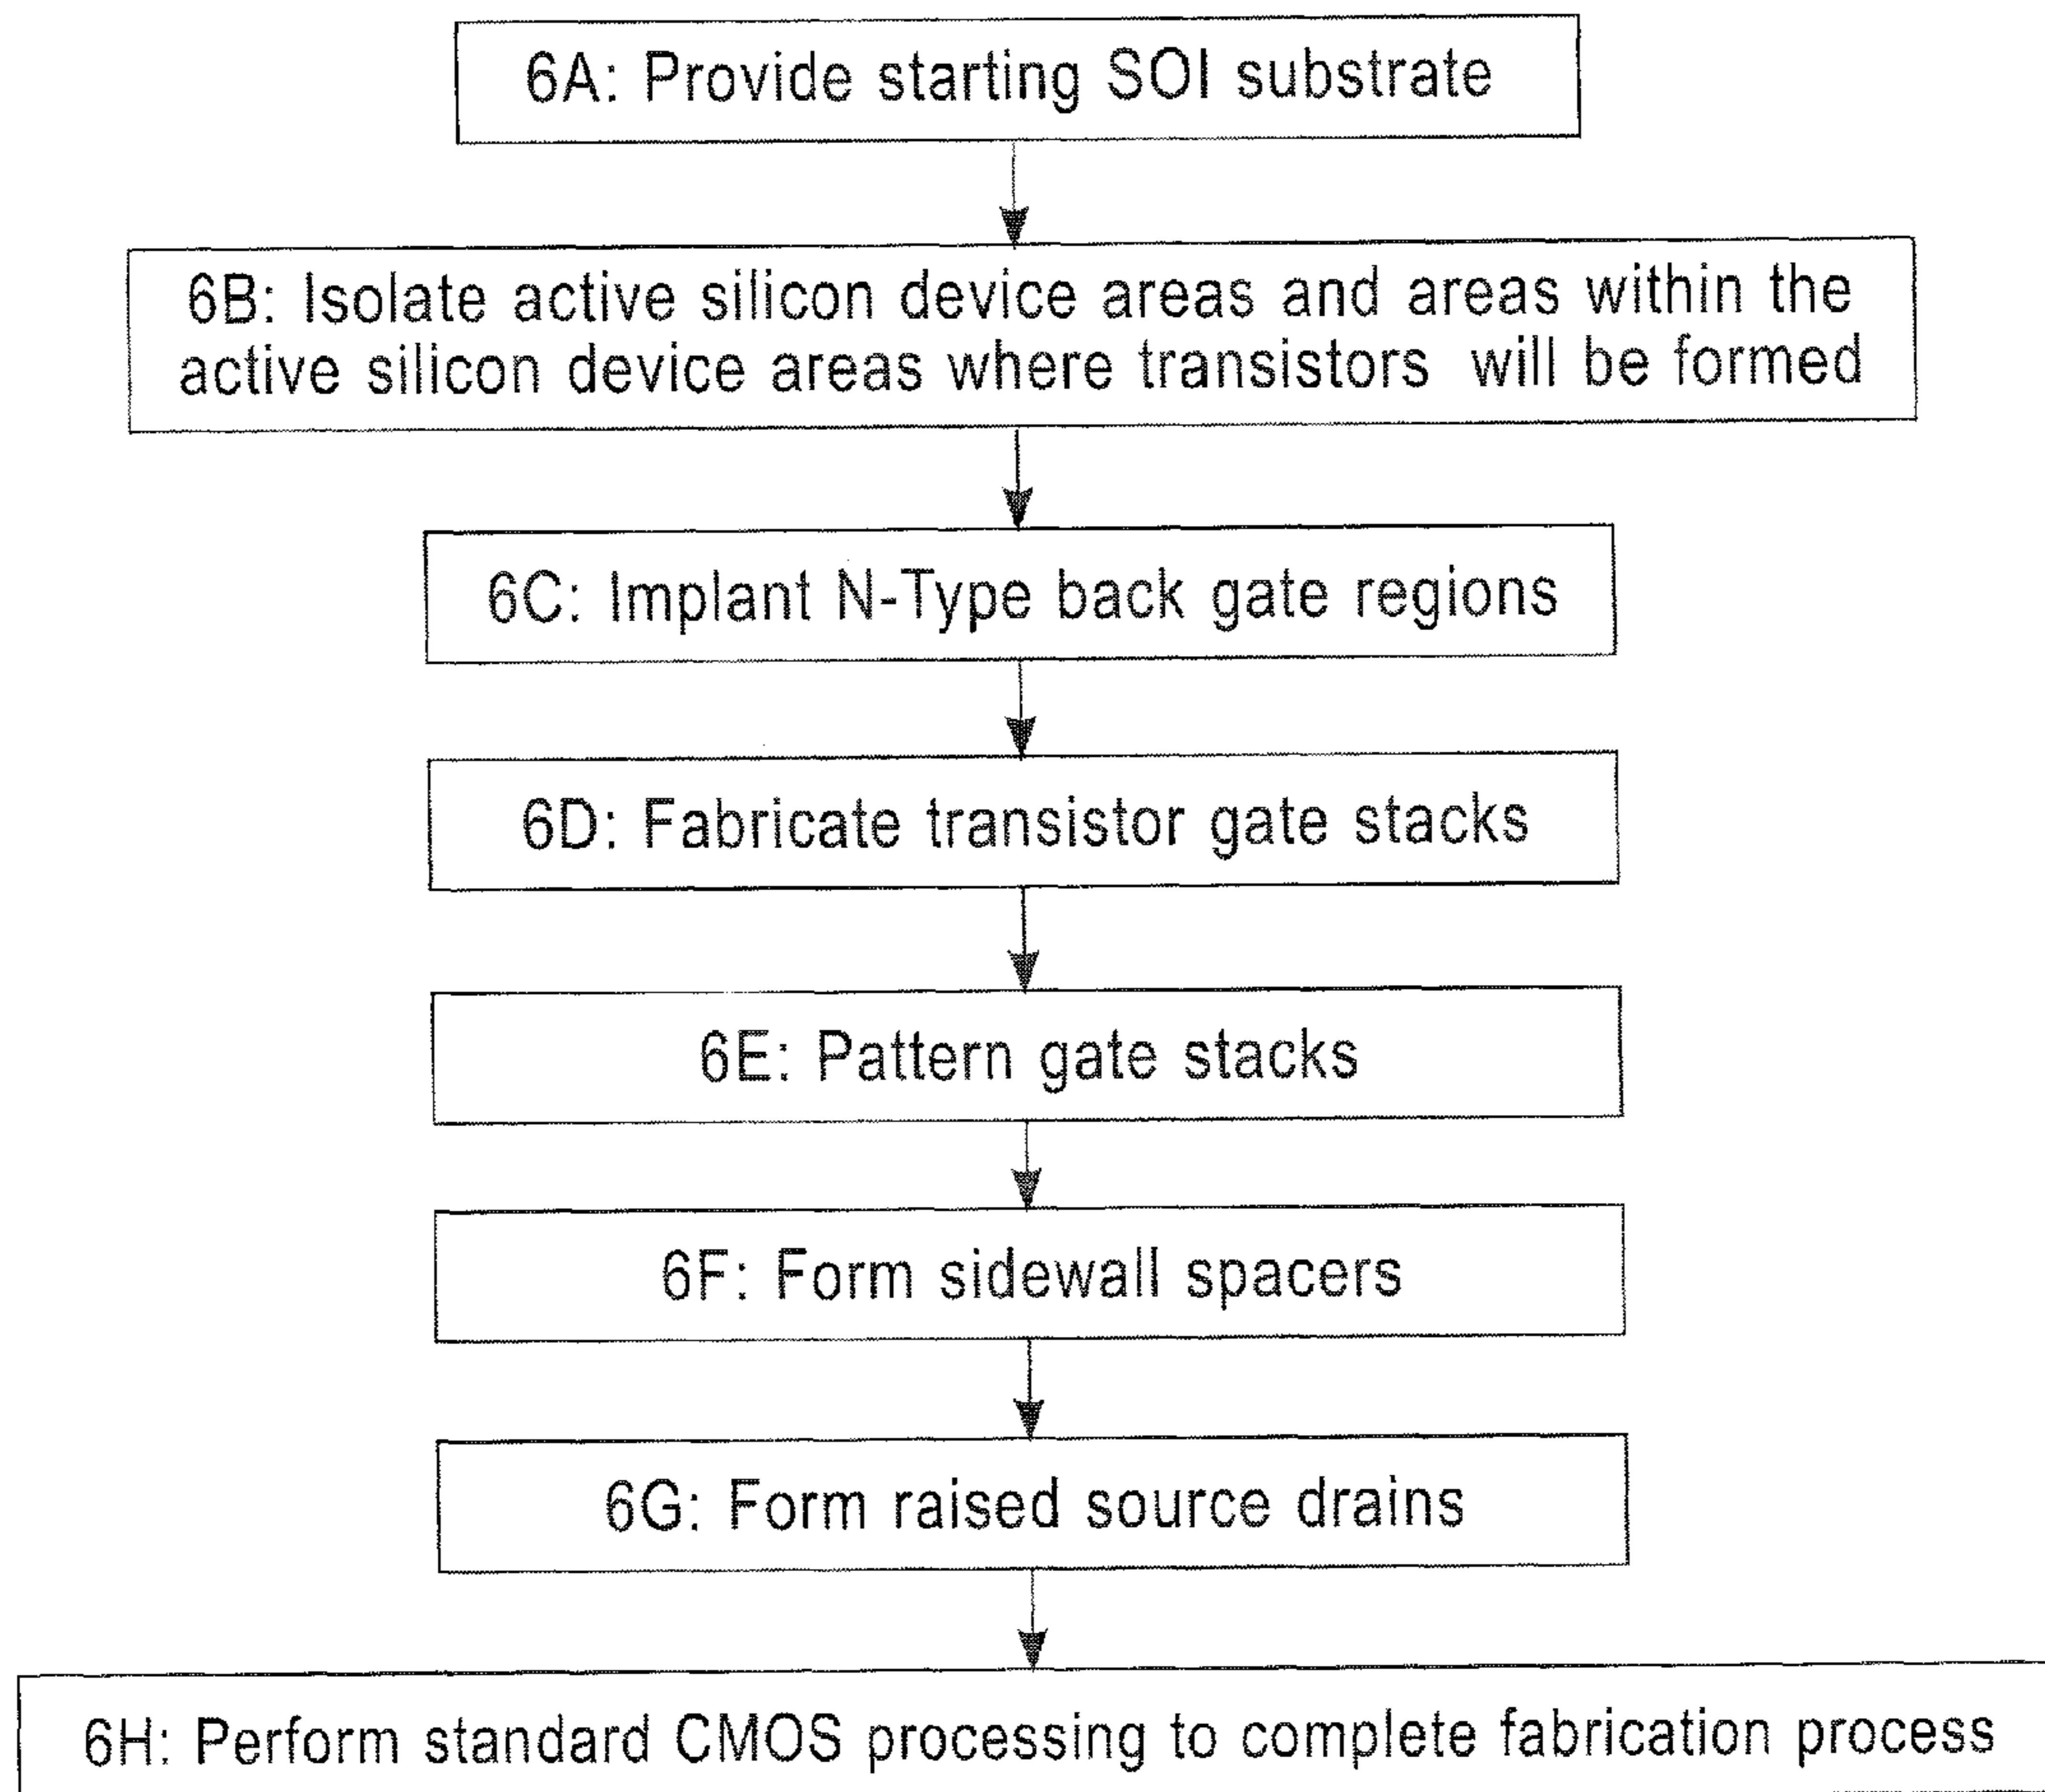 6A: Provide starting SOI substrate
6B: Isolate active silicon device areas and areas within the
active silicon device areas where transistors will be formed
6C: Implant N-Type back gate regions
6D: Fabricate transistor gate stacks
6E: Pattern gate stacks
6F: Form sidewall spacers
6G: Form raised source drains
6H: Perform standard CMOS processing to complete fabrication process